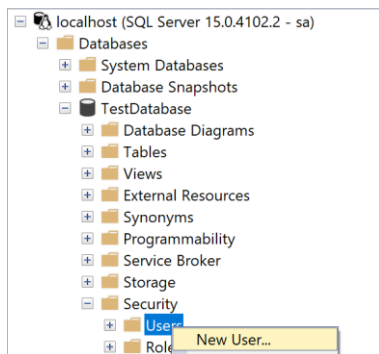 localhost (SQL Server 15.0.4102.2 - sa)
Databases
System Databases
Database Snapshots
TestDatabase
Database Diagrams
Tables
Views
External Resources
Synonyms
Programmability
Service Broker
Storage
Security
Users
New User...
Role